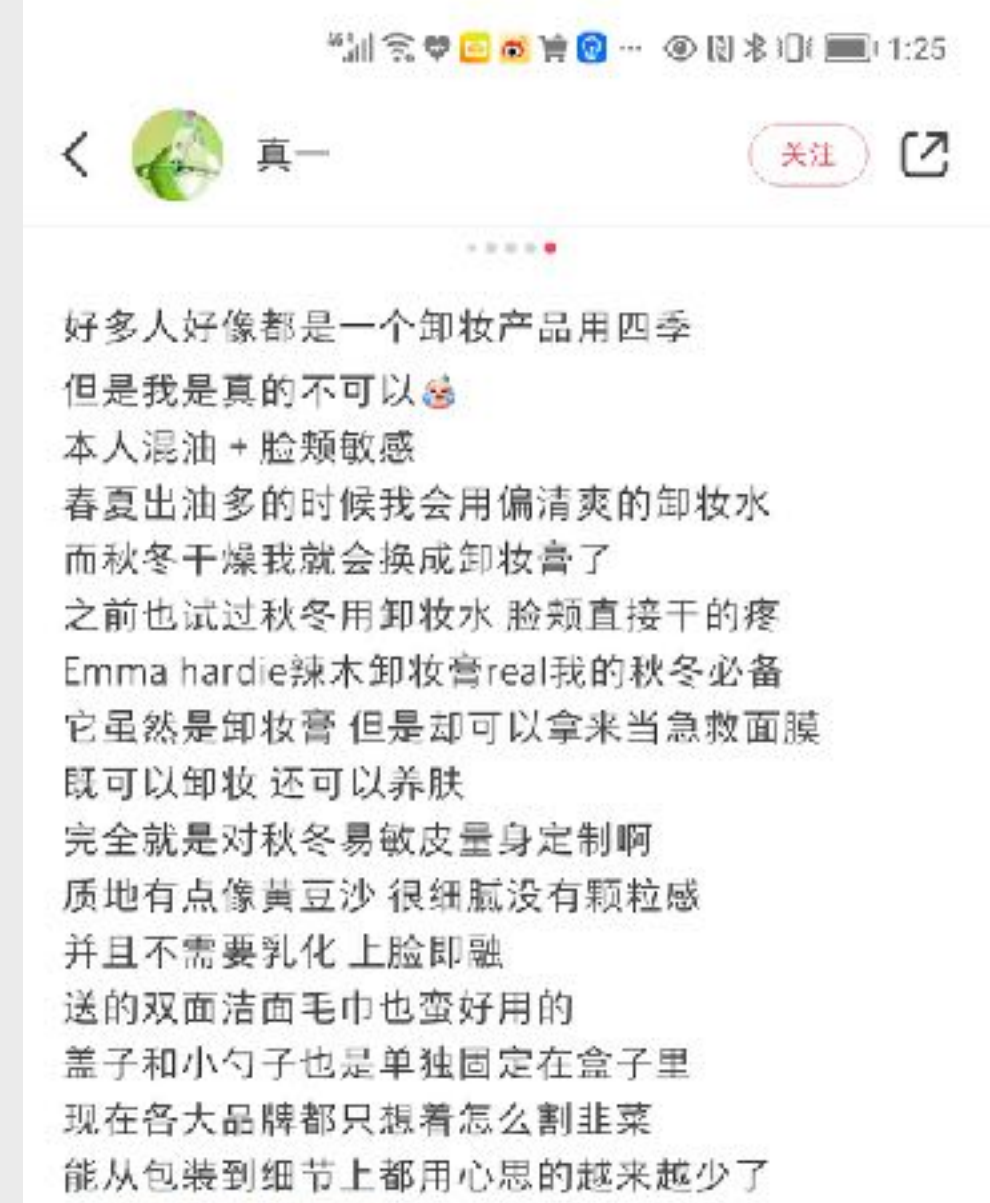 1:25
真一
关注
好多人好像都是一个卸妆产品用四季
但是我是真的不可以
本人混油 + 脸颊敏感
春夏出油多的时候我会用偏清爽的卸妆水
而秋冬干燥我就会换成卸妆膏了
之前也试过秋冬用卸妆水 脸颊直接干的疼
Emma hardie辣木卸妆膏real我的秋冬必备
它虽然是卸妆膏 但是却可以拿来当急救面膜
既可以卸妆 还可以养肤
完全就是对秋冬易敏皮量身定制啊
质地有点像黄豆沙 很细腻没有颗粒感
并且不需要乳化 上脸即融
送的双面洁面毛巾也蛮好用的
盖子和小勺子也是单独固定在盒子里
现在各大品牌都只想着怎么割韭菜
能从包装到细节上都用心思的越来越少了